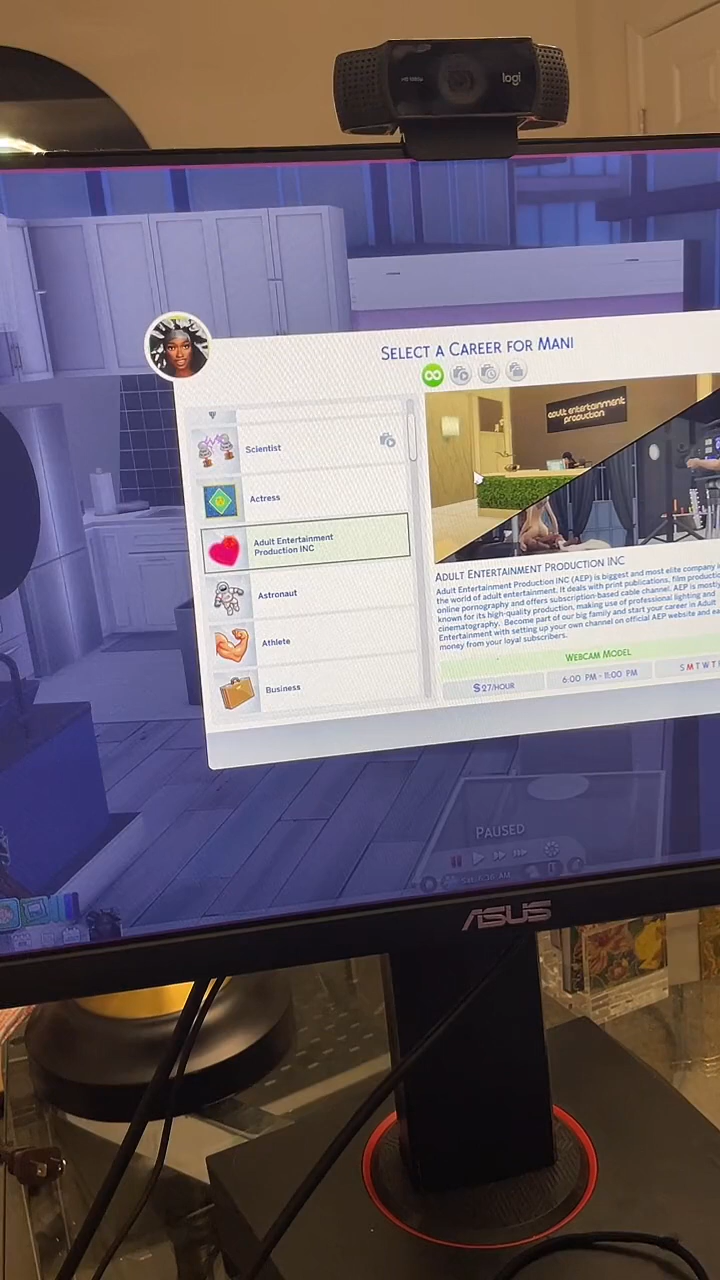 HD 1080p
logi
SELECT A CAREER FOR MANI
Scientist
Actress
Adult Entertainment
Production INC
Astronaut
Athlete
Business
adult entertainment
production
ADULT ENTERTAINMENT PRODUCTION INC
Adult Entertainment Production INC (AEP) is biggest and most elite company in
the world of adult entertainment. It deals with print publications, film production,
online pornography and offers subscription-based cable channel. AEP is mostly
known for its high-quality production, making use of professional lighting and
cinematography. Become part of our big family and start your career in Adult
Entertainment with setting up your own channel on official AEP website and
money from your loyal subscribers.
WEBCAM MODEL
$27/HOUR
6:00 PM - 11:00 PM
S M T W T F
PAUSED
ASUS